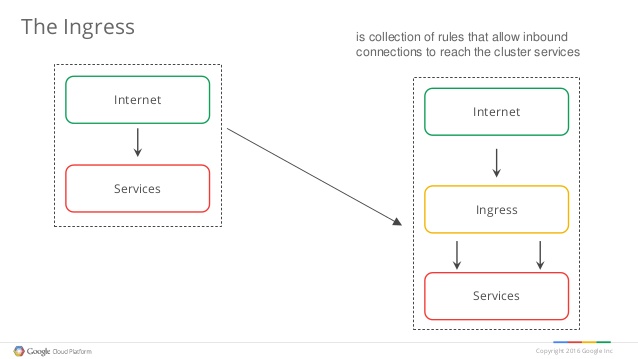 The Ingress
is collection of rules that allow inbound
connections to reach the cluster services
Internet
Services
Internet
Ingress
Services
Google Cloud Platform
Copyright 2016 Google Inc